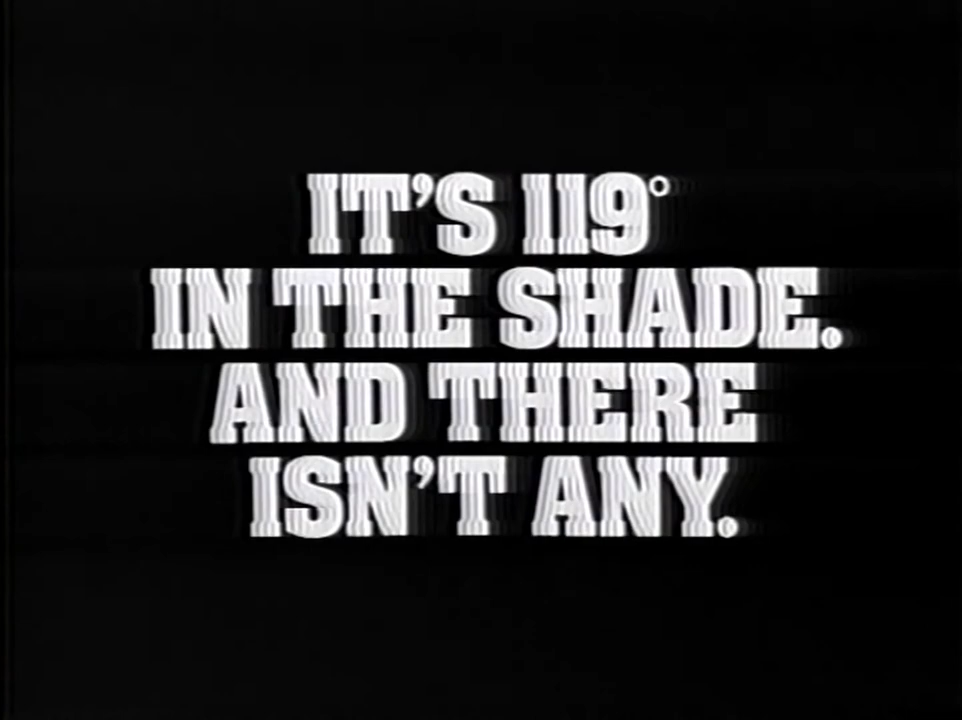 IT'S 119°
IN THE SHADE.
AND THERE
ISN'T ANY.